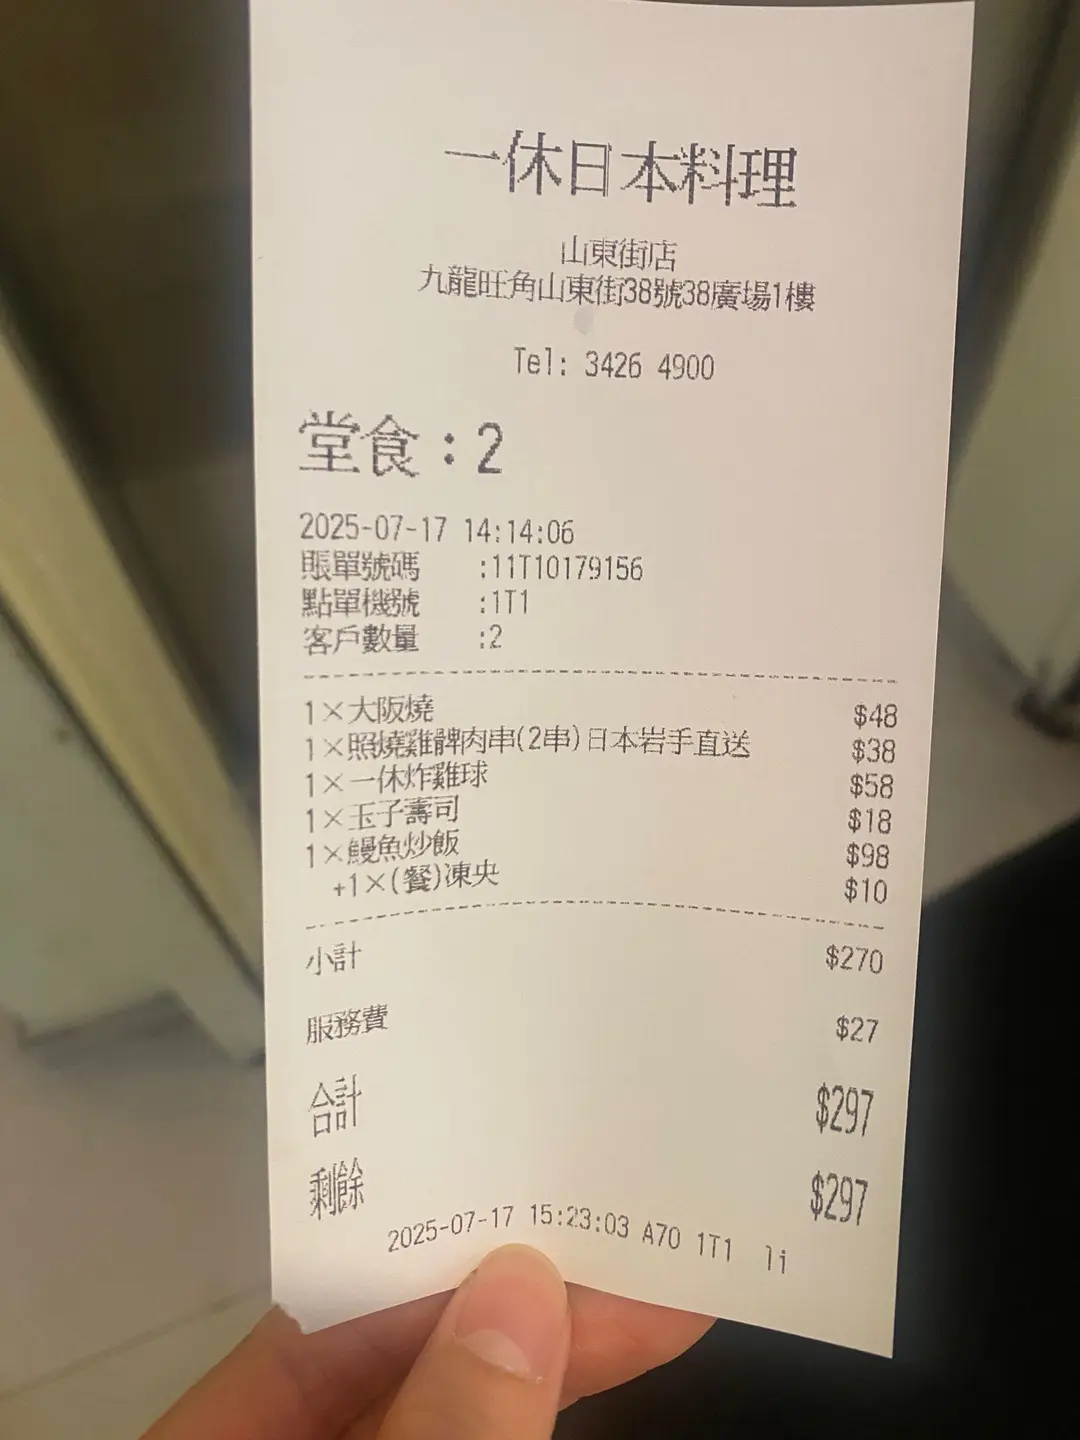 一休日本料理
山東街店
九龍旺角山東街38號38廣場1樓
Tel: 3426 4900
堂食：2
2025-07-17 14:14:06
賬單號碼 :11T10179156
點單機號 :1T1
客戶數量 :2
1×大阪燒 $48
1×照燒雞髀肉串(2串)日本岩手直送 $38
1×一休炸雞球 $58
1×玉子壽司 $18
1×鰻魚炒飯 $98
+1×(餐)凍央 $10
小計 $270
服務費 $27
合計 $297
剩餘 $297
2025-07-17 15:23:03 A70 1T1 li